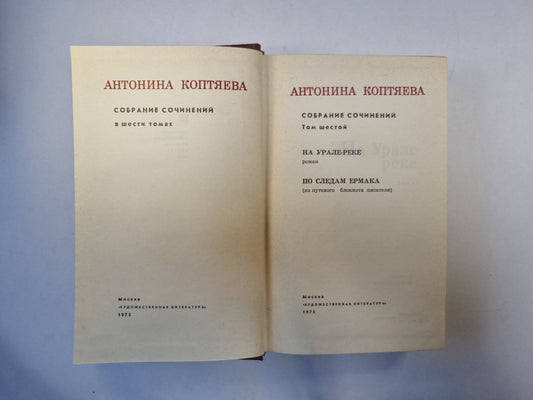 АНТОНИНА КОПТЯЕВА
СОБРАНИЕ СОЧИНЕНИЙ
в шести томах
Москва
«ХУДОЖЕСТВЕННАЯ ЛИТЕРАТУРА»
1972
АНТОНИНА КОПТЯЕВА
СОБРАНИЕ СОЧИНЕНИЙ
Том шестой
НА УРАЛЕ-РЕКЕ
роман
ПО СЛЕДАМ ЕРМАКА
(из путевого блокнота писателя)
Москва
«ХУДОЖЕСТВЕННАЯ ЛИТЕРАТУРА»
1975